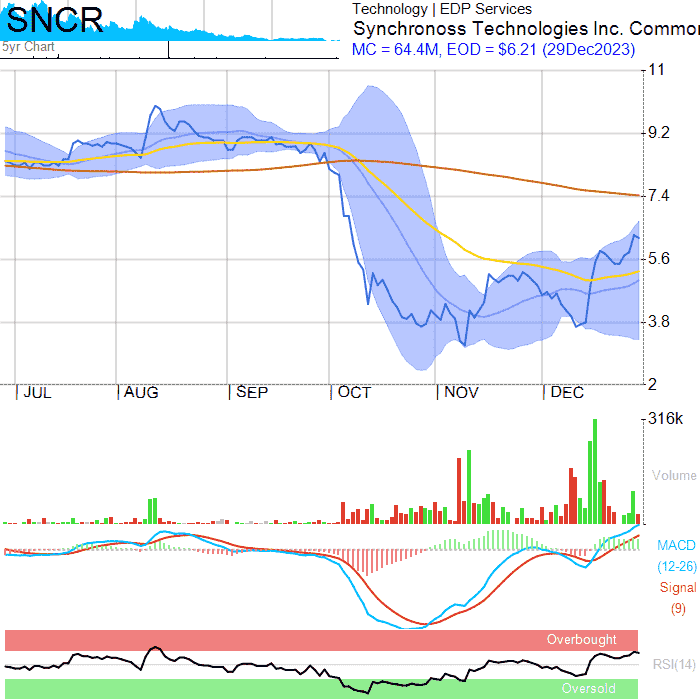 SNCR
5yr Chart
Technology | EDP Services
Synchronoss Technologies Inc. Common
MC = 64.4M, EOD = $6.21 (29Dec2023)
11
9.2
7.4
5.6
3.8
2
JUL AUG SEP OCT NOV DEC
316k
Volume
MACD
(12-26)
Signal
(9)
Overbought
RSI(14)
Oversold